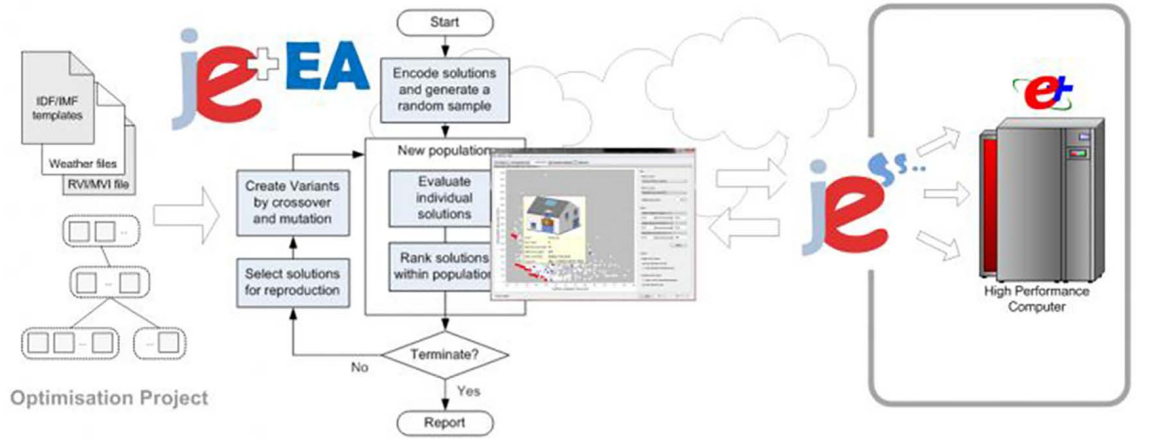 IDF/IMF
templates
Weather files
RVI/MVI file
Optimisation Project
je+EA
Start
Encode solutions
and generate a
random sample
New population
Evaluate
individual
solutions
Rank solutions
within population
Create Variants
by crossover
and mutation
Select solutions
for reproduction
Terminate?
No
Yes
Report
jess..
e+
High Performance
Computer